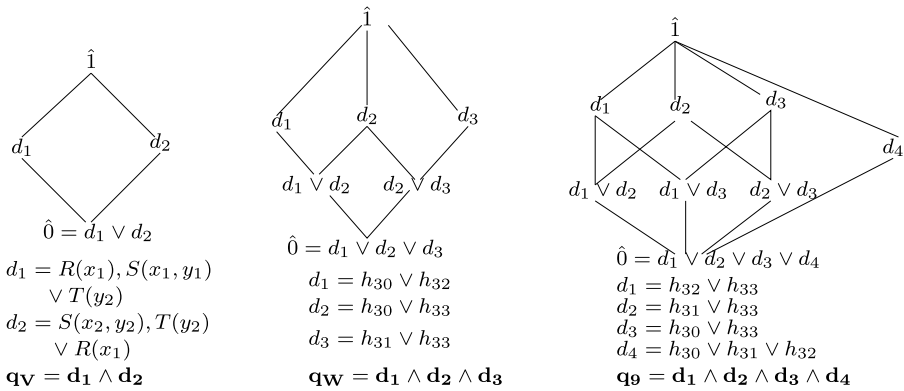 1̂
d₁ d₂
0̂ = d₁ ∨ d₂
d₁ = R(x₁), S(x₁, y₁)
∨ T(y₂)
d₂ = S(x₂, y₂), T(y₂)
∨ R(x₁)
q_V = d₁ ∧ d₂
1̂
d₁ d₂ d₃
d₁ ∨ d₂ d₂ ∨ d₃
0̂ = d₁ ∨ d₂ ∨ d₃
d₁ = h₃₀ ∨ h₃₂
d₂ = h₃₀ ∨ h₃₃
d₃ = h₃₁ ∨ h₃₃
q_W = d₁ ∧ d₂ ∧ d₃
1̂
d₁ d₂ d₃
d₄
d₁ ∨ d₂ d₁ ∨ d₃ d₂ ∨ d₃
0̂ = d₁ ∨ d₂ ∨ d₃ ∨ d₄
d₁ = h₃₂ ∨ h₃₃
d₂ = h₃₁ ∨ h₃₃
d₃ = h₃₀ ∨ h₃₃
d₄ = h₃₀ ∨ h₃₁ ∨ h₃₂
q₉ = d₁ ∧ d₂ ∧ d₃ ∧ d₄